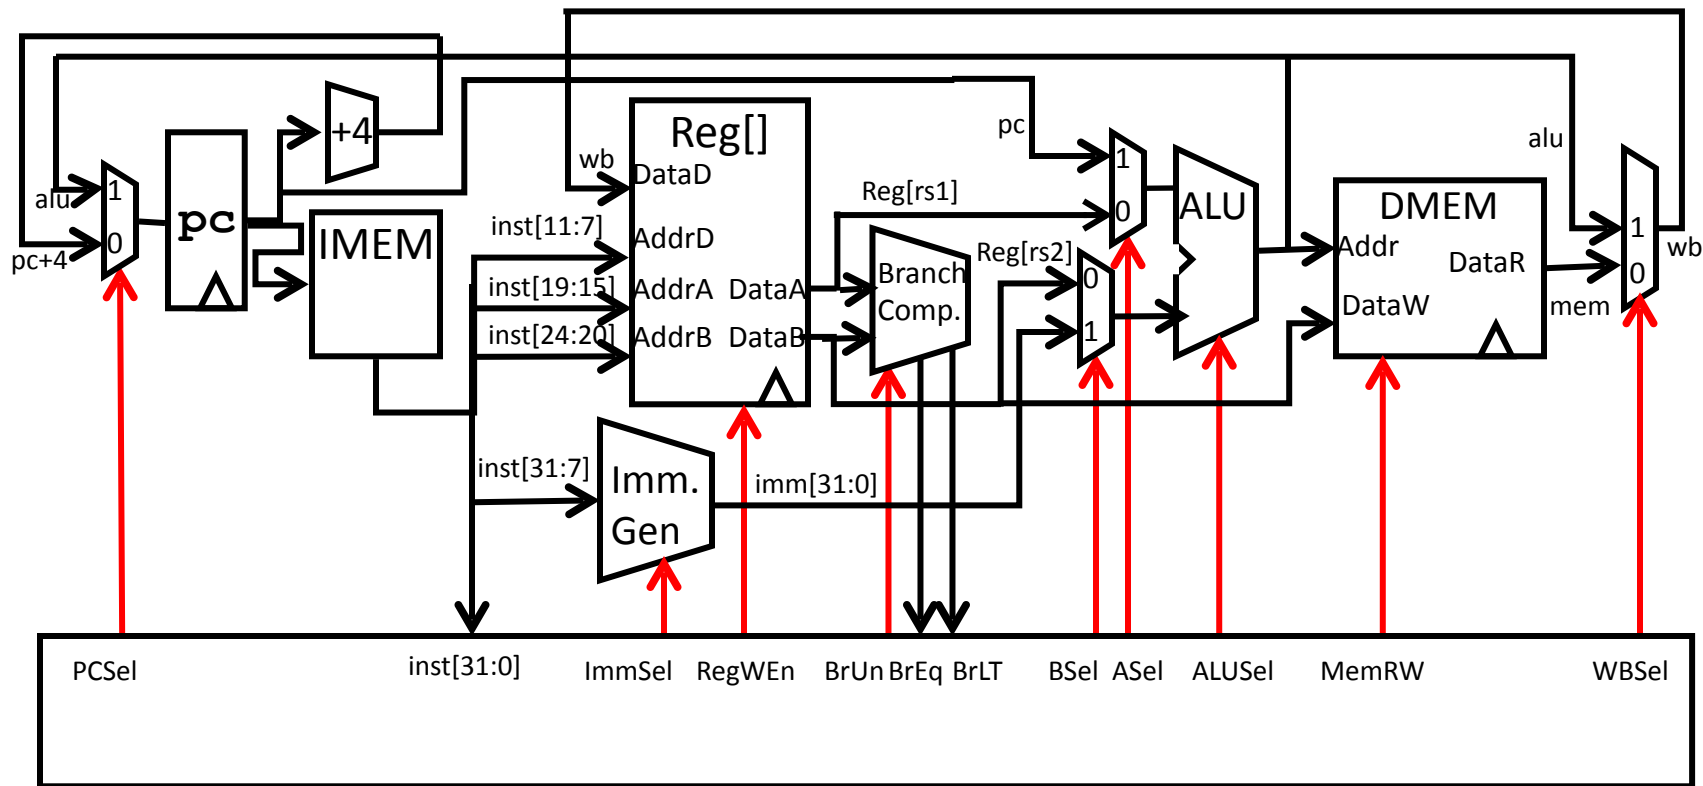 +4
Reg[]
pc
alu
wb
DataD
1
1
alu
pc
IMEM
Reg[rs1]
0
ALU
DMEM
1
inst[11:7]
AddrD
0
pc+4
Reg[rs2]
Addr
DataR
wb
Branch
Comp.
0
0
inst[19:15]
AddrA
DataA
DataW
mem
inst[24:20]
AddrB
DataB
1
inst[31:7]
Imm.
Gen
imm[31:0]
PCSel
inst[31:0]
ImmSel
RegWEn
BrUn
BrEq
BrLT
BSel
ASel
ALUSel
MemRW
WBSel